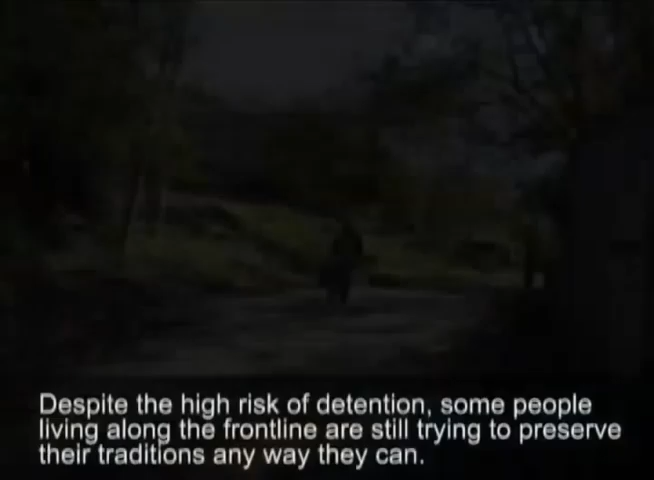 Despite the high risk of detention, some people
living along the frontline are still trying to preserve
their traditions any way they can.